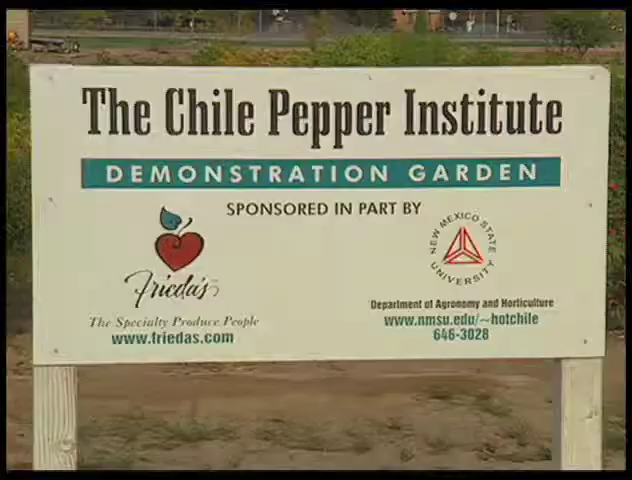 The Chile Pepper Institute
DEMONSTRATION GARDEN
SPONSORED IN PART BY
Frieda's
The Specialty Produce People
www.friedas.com
NEW MEXICO STATE UNIVERSITY
Department of Agronomy and Horticulture
www.nmsu.edu/~hotchile
646-3028